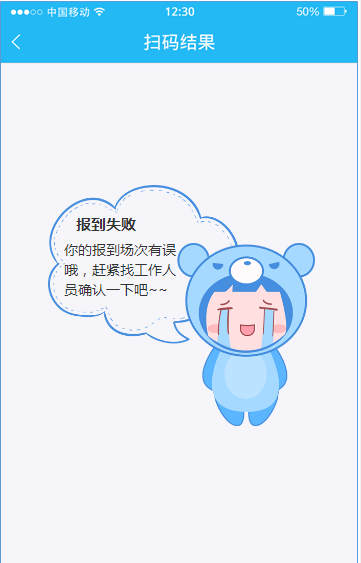 中国移动 12:30 50%
扫码结果
报到失败
你的报到场次有误
哦，赶紧找工作人
员确认一下吧~~